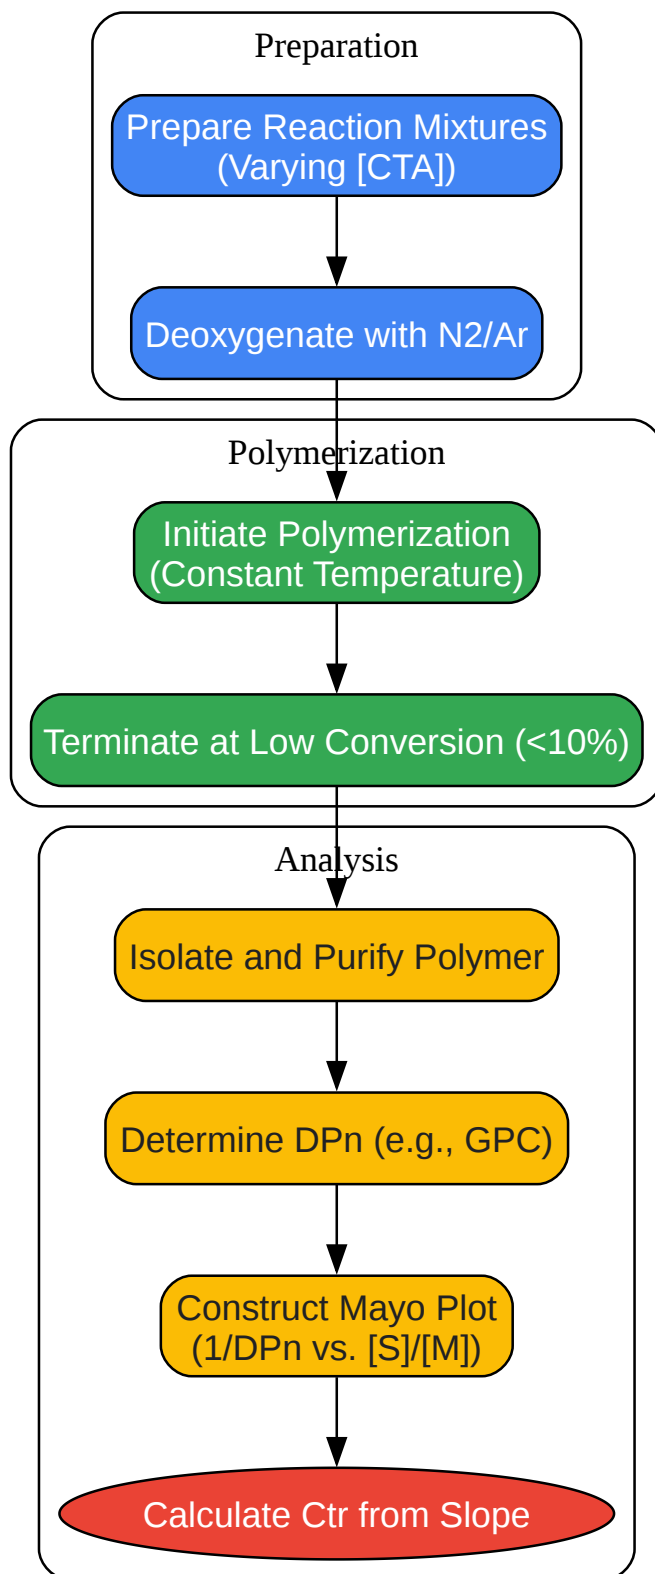 Preparation
Prepare Reaction Mixtures
(Varying [CTA])
Deoxygenate with N2/Ar
Polymerization
Initiate Polymerization
(Constant Temperature)
Terminate at Low Conversion (<10%)
Analysis
Isolate and Purify Polymer
Determine DPn (e.g., GPC)
Construct Mayo Plot
(1/DPn vs. [S]/[M])
Calculate Ctr from Slope